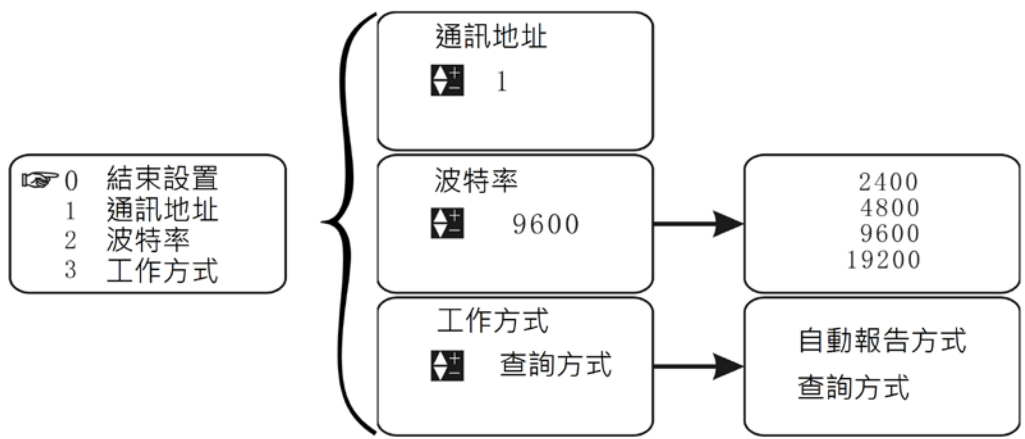 0 結束設置
1 通訊地址
2 波特率
3 工作方式
通訊地址
+
− 1
波特率
+
− 9600
2400
4800
9600
19200
工作方式
+
− 查詢方式
自動報告方式
查詢方式